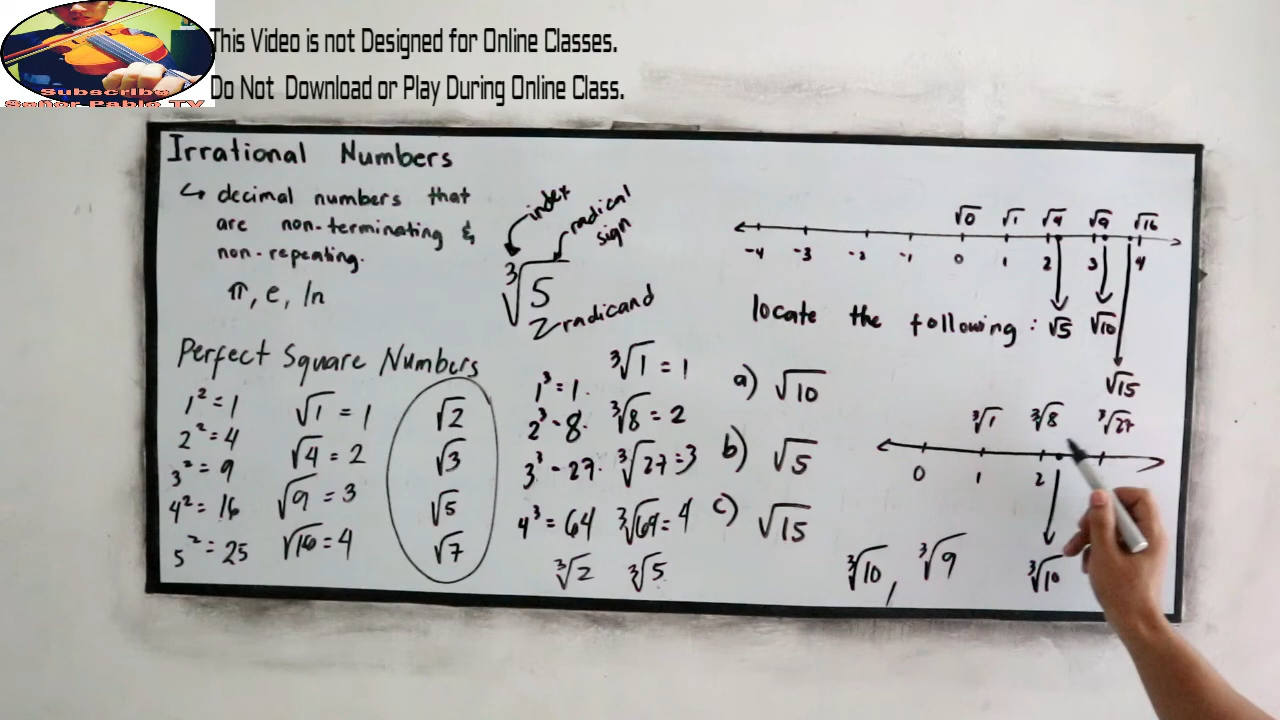 This Video is not Designed for Online Classes.
Do Not Download or Play During Online Class.
Subscribe
Señor Pablo TV
Irrational Numbers
↳ decimal numbers that
are non-terminating &
non-repeating.
π, e, ln
index
radical
sign
∛5
radicand
Perfect Square Numbers
1² = 1
2² = 4
3² = 9
4² = 16
5² = 25
√1 = 1
√4 = 2
√9 = 3
√16 = 4
√2
√3
√5
√7
1³ = 1.
2³ = 8.
3³ = 27.
4³ = 64
∛1 = 1
∛8 = 2
∛27 = 3
∛64 = 4
∛2 ∛5
√0 √1 √4 √9 √16
-4 -3 -2 -1 0 1 2 3 4
locate the following : √5 √10
√15
a) √10
b) √5
c) √15
∛1 ∛8 ∛27
0 1 2
∛10, ∛9 ∛10